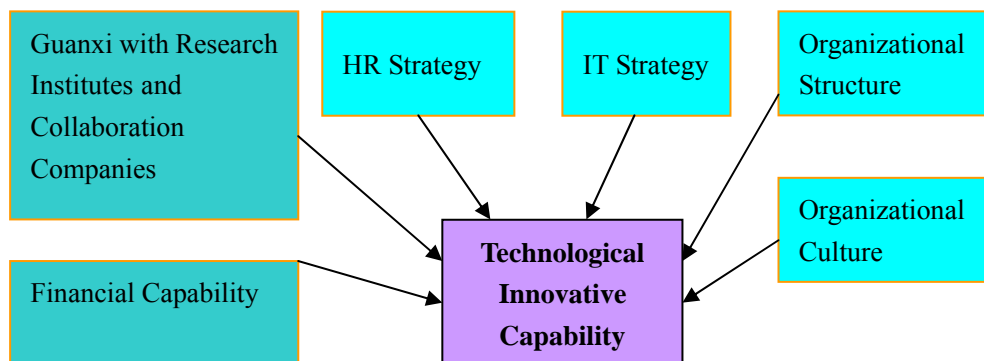 Guanxi with Research
Institutes and
Collaboration
Companies
HR Strategy
IT Strategy
Organizational
Structure
Financial Capability
Technological
Innovative
Capability
Organizational
Culture